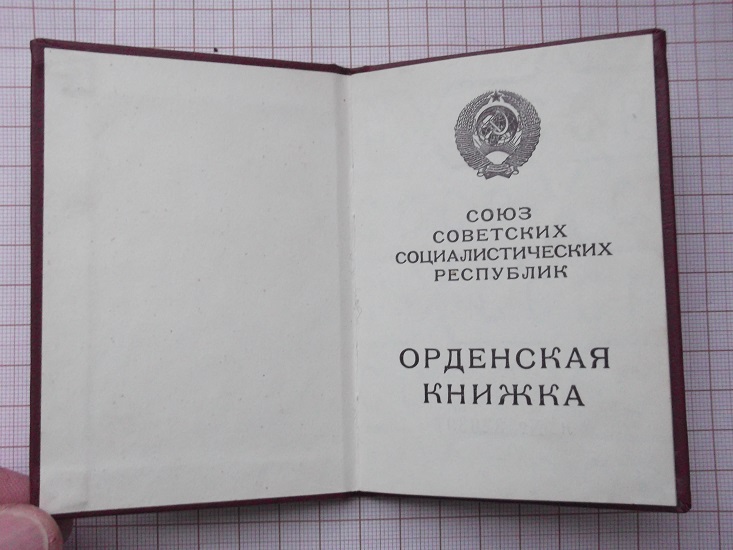 СОЮЗ
СОВЕТСКИХ
СОЦИАЛИСТИЧЕСКИХ
РЕСПУБЛИК
ОРДЕНСКАЯ
КНИЖКА